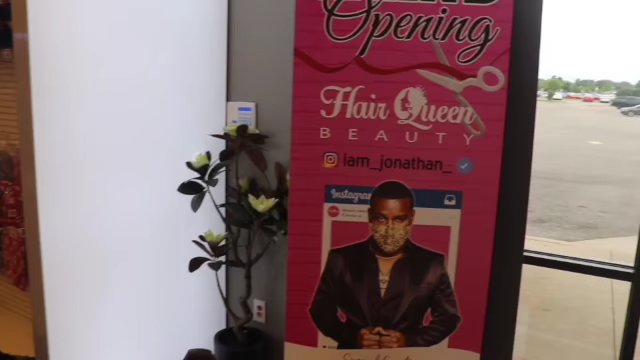 Opening
Hair Queen
BEAUTY
iam_jonathan_
Instagram